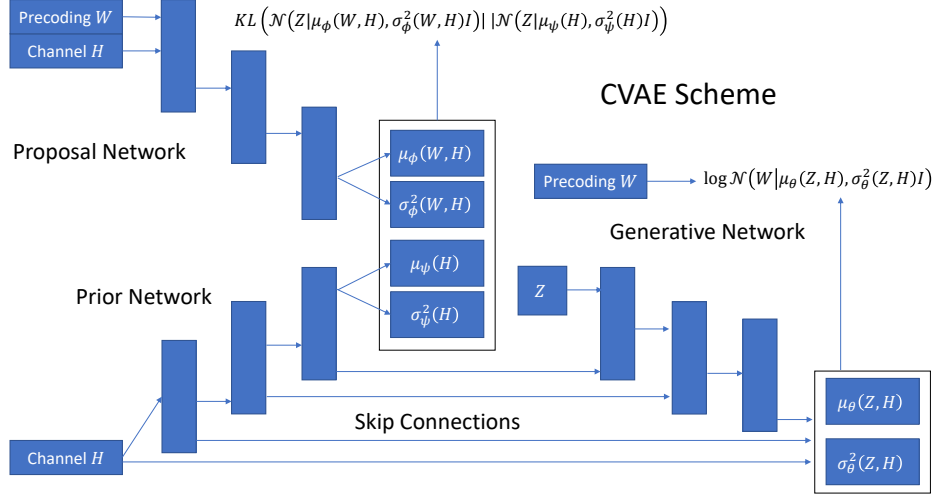 Precoding W
Channel H
KL (𝒩(Z|μ_ϕ(W, H), σ_ϕ^2(W, H)I)| |𝒩(Z|μ_ψ(H), σ_ψ^2(H)I))
CVAE Scheme
Proposal Network
μ_ϕ(W, H)
σ_ϕ^2(W, H)
Precoding W
log 𝒩(W|μ_θ(Z, H), σ_θ^2(Z, H)I)
Generative Network
Prior Network
μ_ψ(H)
σ_ψ^2(H)
Z
Skip Connections
μ_θ(Z, H)
σ_θ^2(Z, H)
Channel H